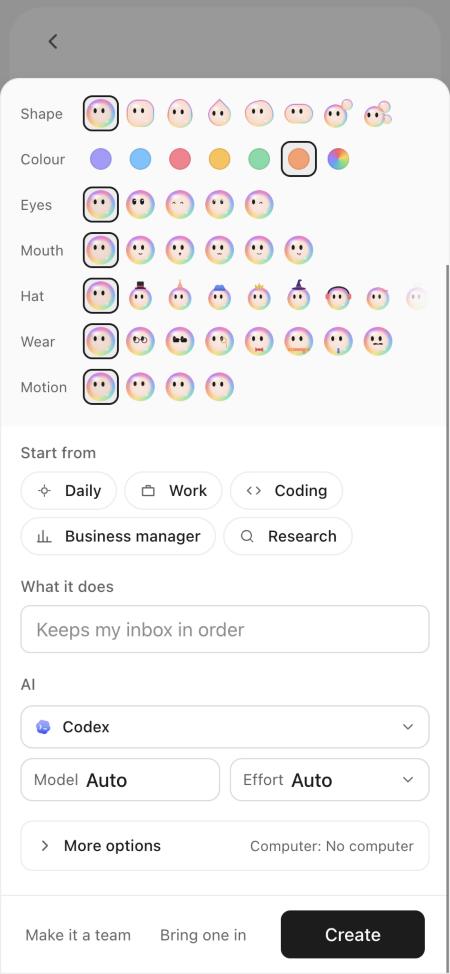 Shape
Colour
Eyes
Mouth
Hat
Wear
Motion
Start from
Daily
Work
Coding
Business manager
Research
What it does
Keeps my inbox in order
AI
Codex
Model Auto
Effort Auto
More options
Computer: No computer
Make it a team
Bring one in
Create